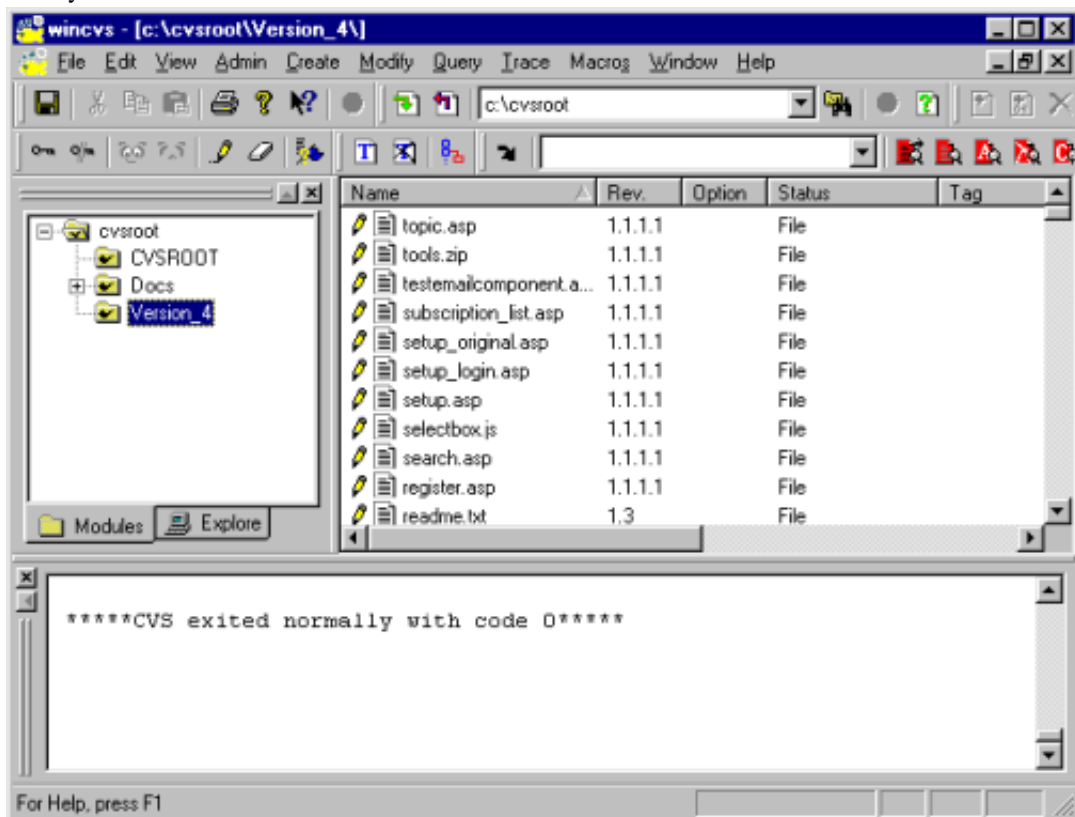 wincvs - [c:\cvsroot\Version_4\]
File Edit View Admin Create Modify Query Trace Macros Window Help
c:\cvsroot
Name Rev. Option Status Tag
cvsroot
CVSROOT
Docs
Version_4
topic.asp 1.1.1.1 File
tools.zip 1.1.1.1 File
testemailcomponent.a... 1.1.1.1 File
subscription_list.asp 1.1.1.1 File
setup_original.asp 1.1.1.1 File
setup_login.asp 1.1.1.1 File
setup.asp 1.1.1.1 File
selectbox.js 1.1.1.1 File
search.asp 1.1.1.1 File
register.asp 1.1.1.1 File
readme.txt 1.3 File
Modules Explore
*****CVS exited normally with code 0*****
For Help, press F1